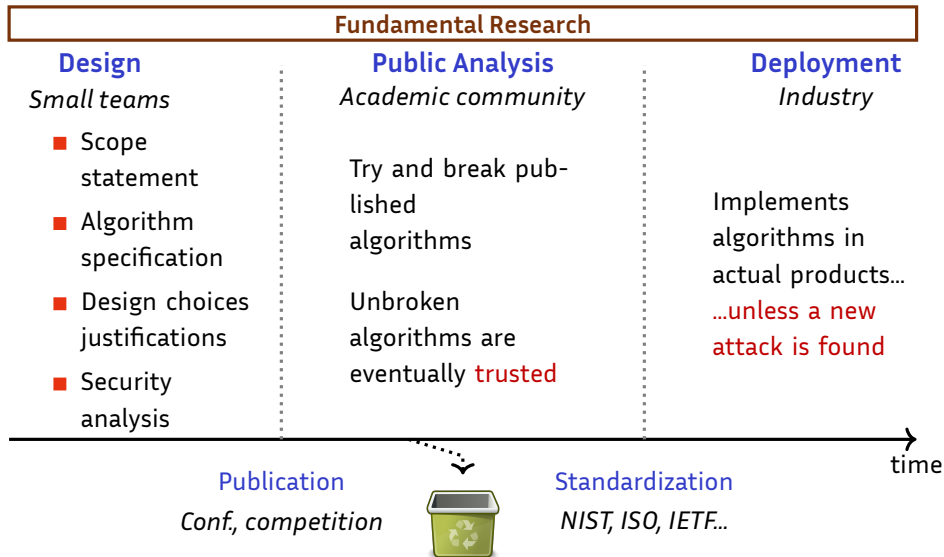 Fundamental Research
Design
Small teams
Scope
statement
Algorithm
specification
Design choices
justifications
Security
analysis
Public Analysis
Academic community
Try and break pub-
lished
algorithms
Unbroken
algorithms are
eventually trusted
Deployment
Industry
Implements
algorithms in
actual products...
...unless a new
attack is found
time
Publication
Conf., competition
Standardization
NIST, ISO, IETF...